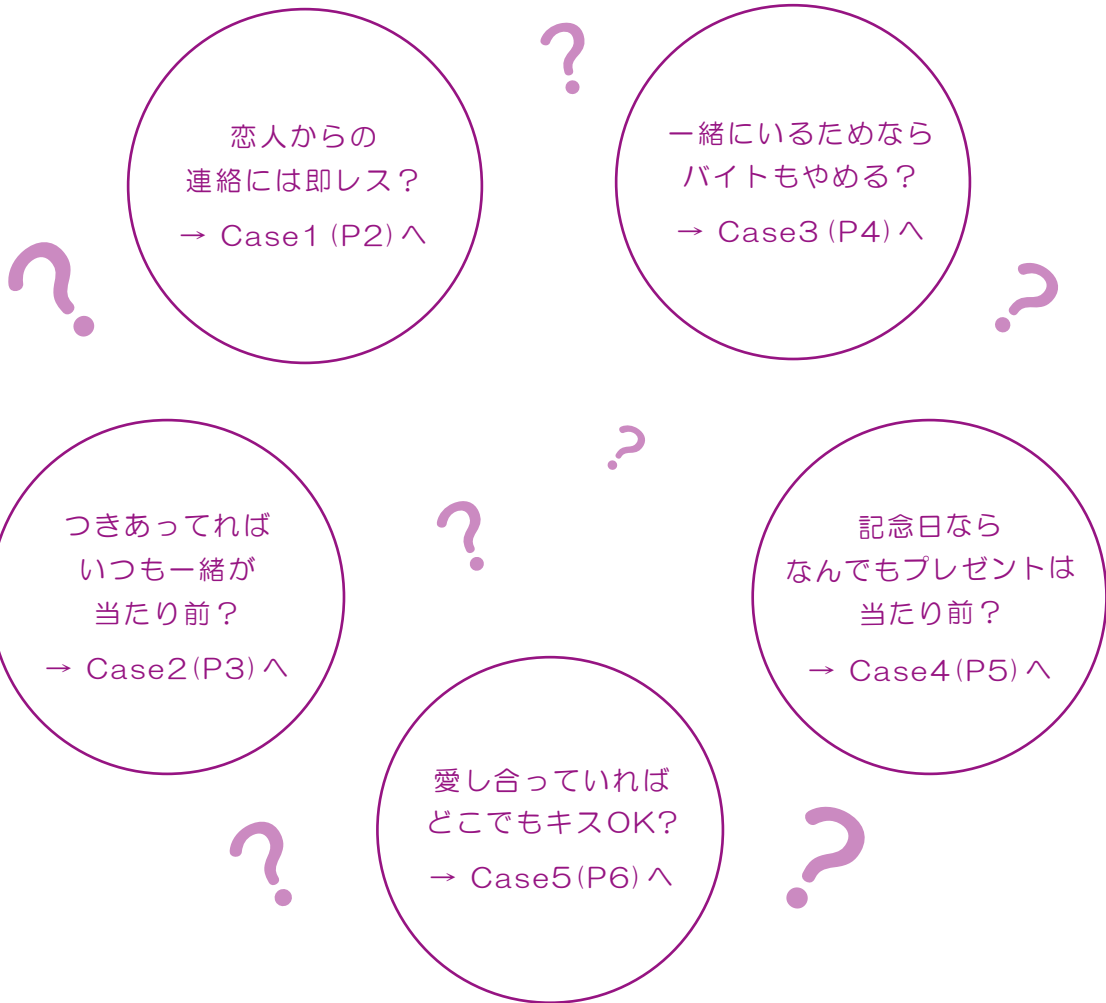 恋人からの
連絡には即レス？
→ Case1(P2)へ
一緒にいるためなら
バイトもやめる？
→ Case3(P4)へ
つきあってれば
いつも一緒が
当たり前？
→ Case2(P3)へ
記念日なら
なんでもプレゼントは
当たり前？
→ Case4(P5)へ
愛し合っていれば
どこでもキスOK?
→ Case5(P6)へ